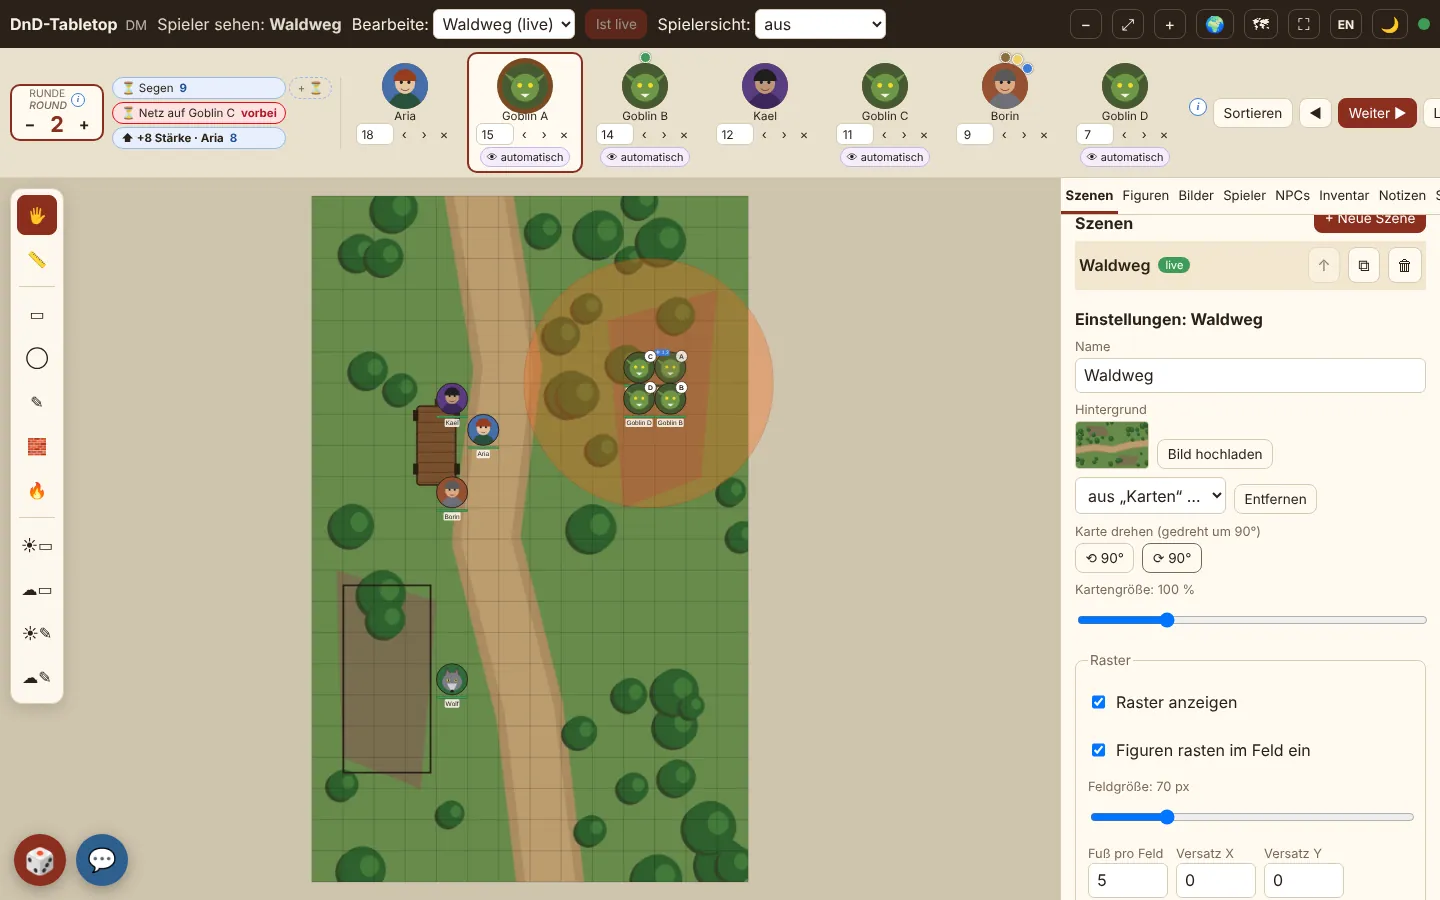 DnD-Tabletop DM Spieler sehen: Waldweg Bearbeite: Waldweg (live) Ist live Spielersicht: aus EN
RUNDE
ROUND
− 2 +
Segen 9
Netz auf Goblin C vorbei
+8 Stärke · Aria 8
+
Aria
18
Goblin A
15
automatisch
Goblin B
14
automatisch
Kael
12
Goblin C
11
automatisch
Borin
9
Goblin D
7
automatisch
Sortieren
Weiter
L
Szenen Figuren Bilder Spieler NPCs Inventar Notizen S
Szenen
+ Neue Szene
Waldweg live
Einstellungen: Waldweg
Name
Waldweg
Hintergrund
Bild hochladen
aus „Karten“ ...
Entfernen
Karte drehen (gedreht um 90°)
⟲ 90° ⟳ 90°
Kartengröße: 100 %
Raster
Raster anzeigen
Figuren rasten im Feld ein
Feldgröße: 70 px
Fuß pro Feld Versatz X Versatz Y
5 0 0
C A
D B
Goblin D Goblin B
Kael
Aria
Borin
Wolf